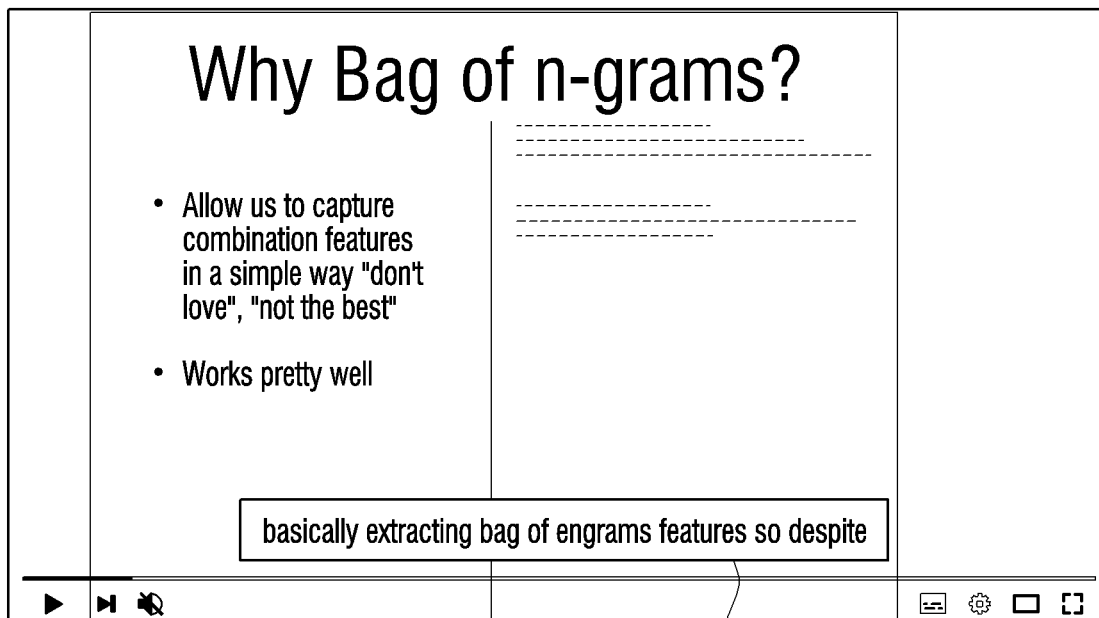 Why Bag of n-grams?
• Allow us to capture
combination features
in a simple way "don't
love", "not the best"
• Works pretty well
basically extracting bag of engrams features so despite